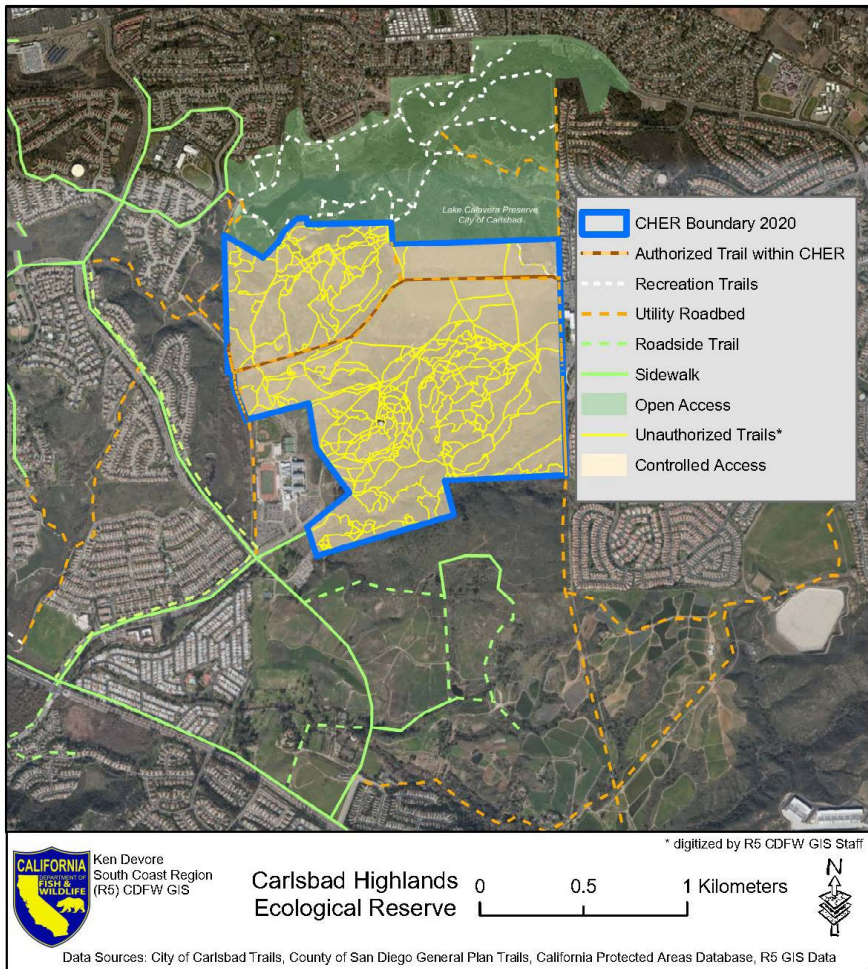 Lake Calavera Preserve
City of Carlsbad
CHER Boundary 2020
Authorized Trail within CHER
Recreation Trails
Utility Roadbed
Roadside Trail
Sidewalk
Open Access
Unauthorized Trails*
Controlled Access
* digitized by R5 CDFW GIS Staff
CALIFORNIA
DEPARTMENT OF
FISH &
WILDLIFE
Ken Devore
South Coast Region
(R5) CDFW GIS
Carlsbad Highlands
Ecological Reserve
0 0.5 1 Kilometers
N
Data Sources: City of Carlsbad Trails, County of San Diego General Plan Trails, California Protected Areas Database, R5 GIS Data